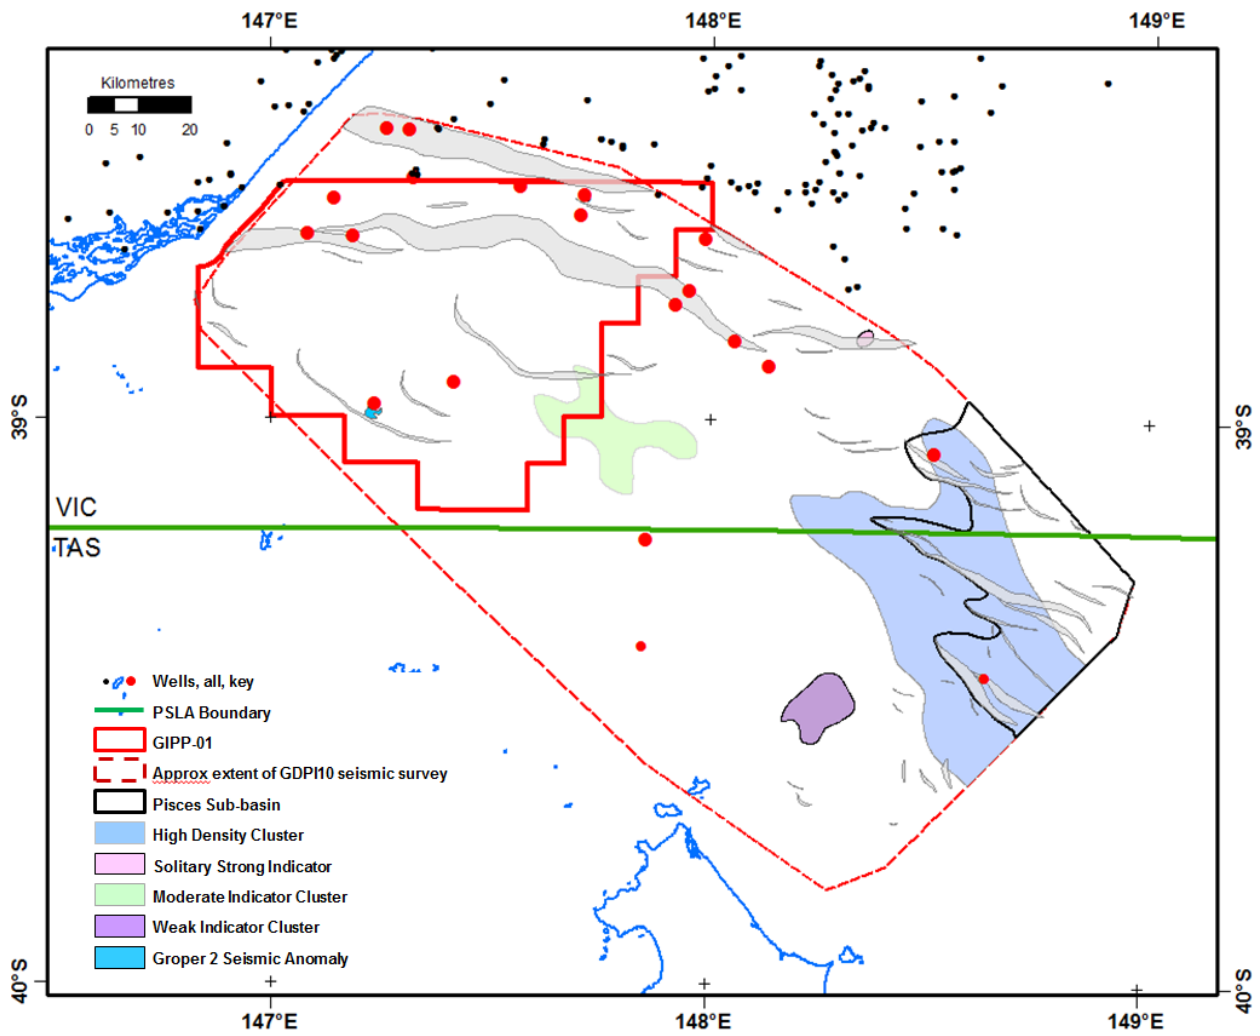 147°E 148°E 149°E
Kilometres
0 5 10 20
39°S 39°S
VIC
TAS
Wells, all, key
PSLA Boundary
GIPP-01
Approx extent of GDPI10 seismic survey
Pisces Sub-basin
High Density Cluster
Solitary Strong Indicator
Moderate Indicator Cluster
Weak Indicator Cluster
Groper 2 Seismic Anomaly
40°S 40°S
147°E 148°E 149°E